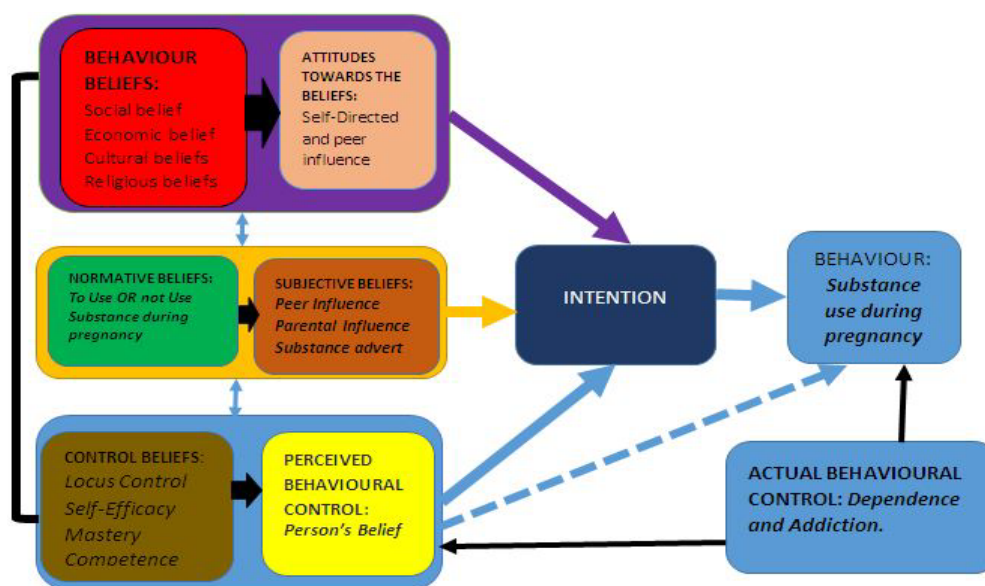 BEHAVIOUR
BELIEFS:
Social belief
Economic belief
Cultural beliefs
Religious beliefs
ATTITUDES
TOWARDS THE
BELIEFS:
Self-Directed
and peer
influence
NORMATIVE BELIEFS:
To Use OR not Use
Substance during
pregnancy
SUBJECTIVE BELIEFS:
Peer Influence
Parental Influence
Substance advert
INTENTION
BEHAVIOUR:
Substance
use during
pregnancy
CONTROL BELIEFS:
Locus Control
Self-Efficacy
Mastery
Competence
PERCEIVED
BEHAVIOURAL
CONTROL:
Person's Belief
ACTUAL BEHAVIOURAL
CONTROL: Dependence
and Addiction.